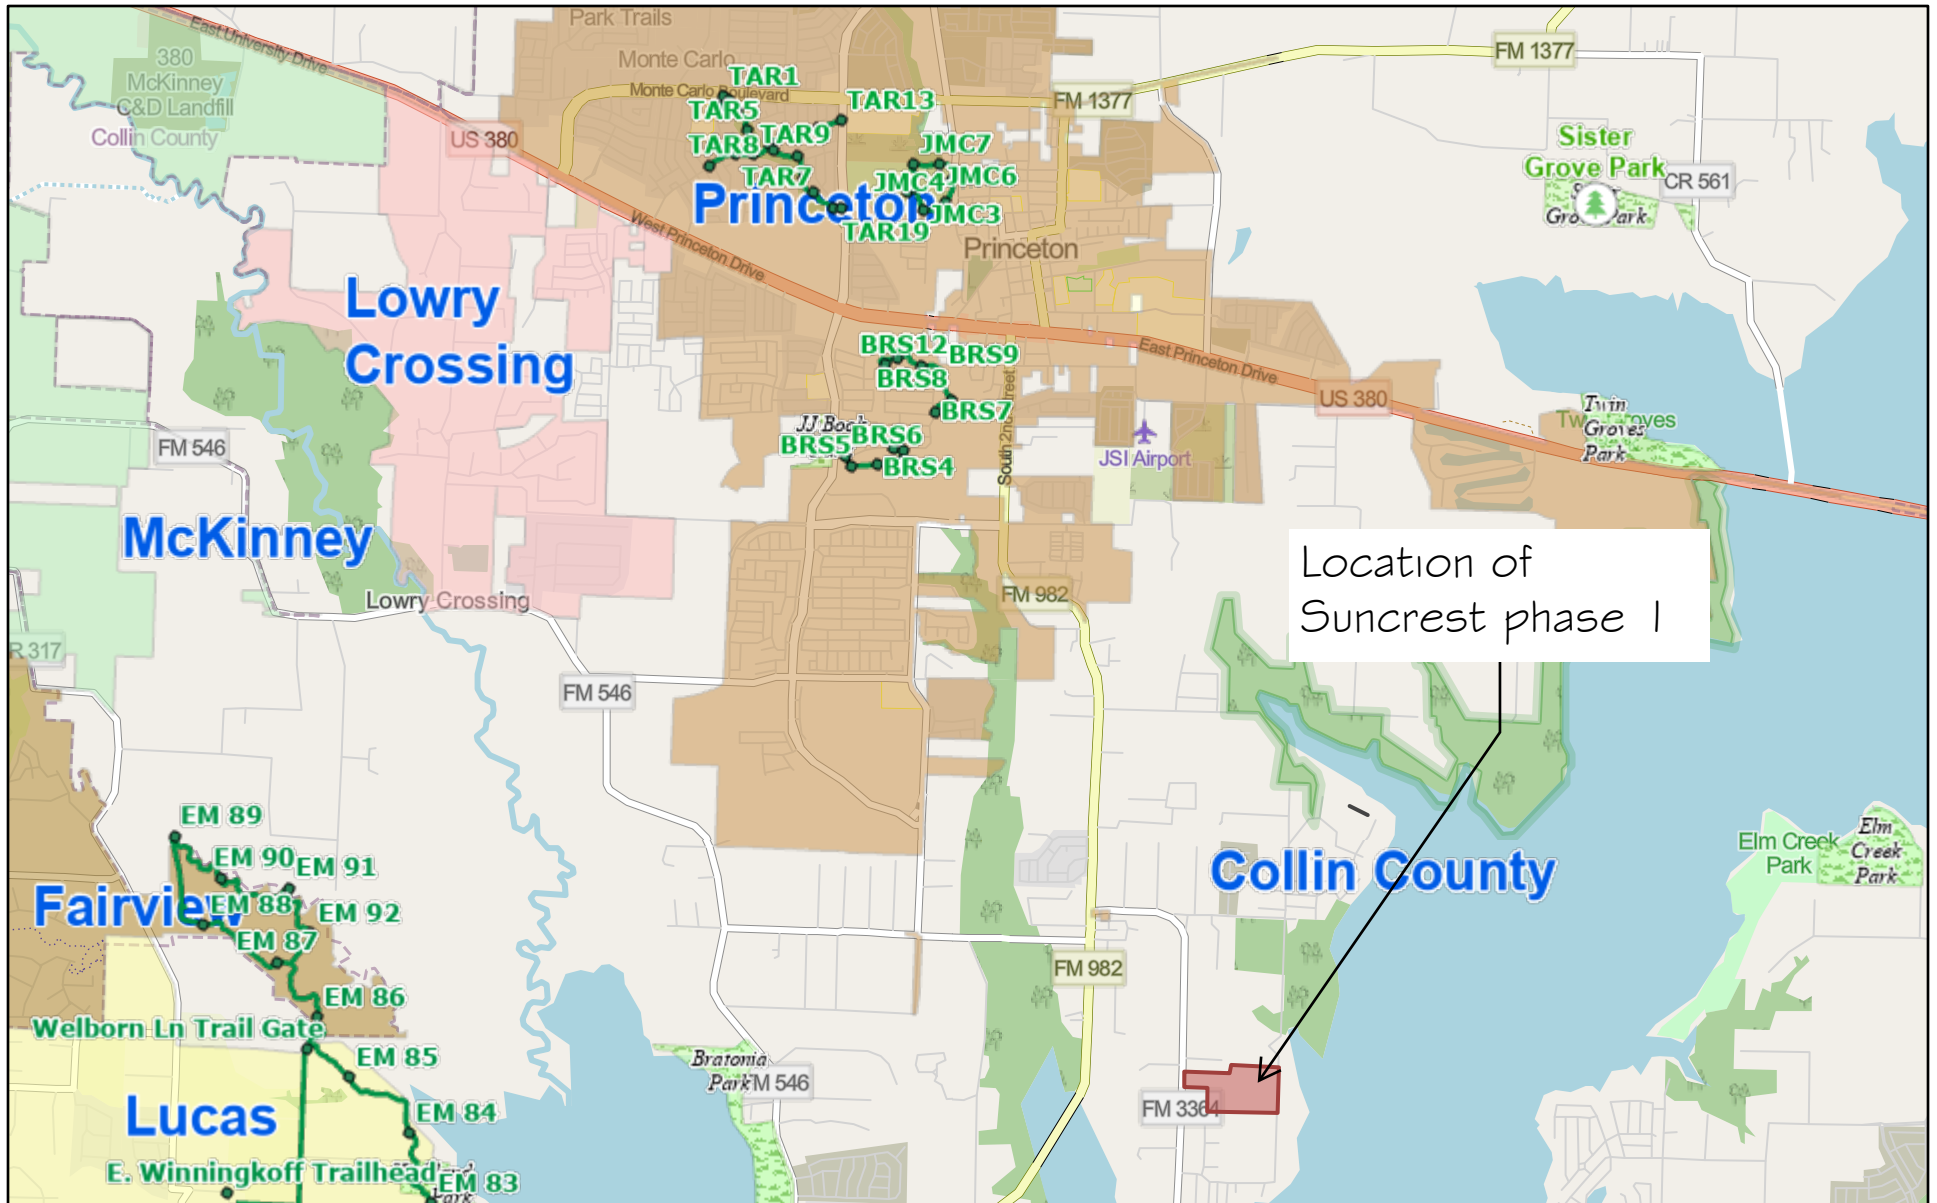 Park Trails
East University Drive
380
McKinney
C&D Landfill
Collin County
Monte Carlo
Monte Carlo Boulevard
TAR1
TAR5
TAR13
TAR9
TAR8
TAR7
TAR19
JMC7
JMC6
JMC4
JMC3
FM 1377
FM 1377
US 380
Princeton
Princeton
Sister
Grove Park
CR 561
West Princeton Drive
Lowry
Crossing
East Princeton Drive
BRS12
BRS9
BRS8
BRS7
BRS6
BRS5
BRS4
US 380
Twin
Groves
Park
JSI Airport
FM 546
McKinney
Lowry Crossing
FM 982
Location of
Suncrest phase 1
R 317
FM 546
Collin County
Elm Creek
Park
Elm
Creek
Park
EM 89
EM 90
EM 91
EM 88
EM 92
Fairview
EM 87
EM 86
FM 982
Welborn Ln Trail Gate
EM 85
Bratonia
Park
FM 546
EM 84
FM 3364
Lucas
E. Winningkoff Trailhead
EM 83